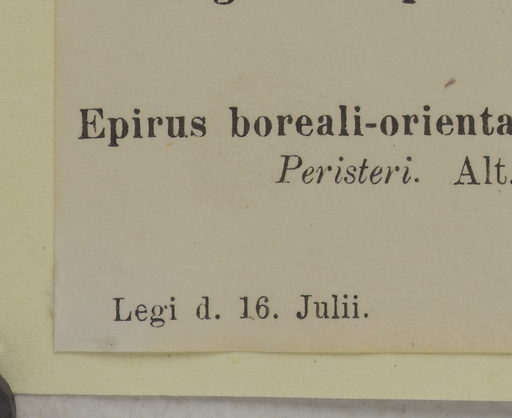 Epirus boreali-orienta
Peristeri. Alt.
Legi d. 16. Julii.